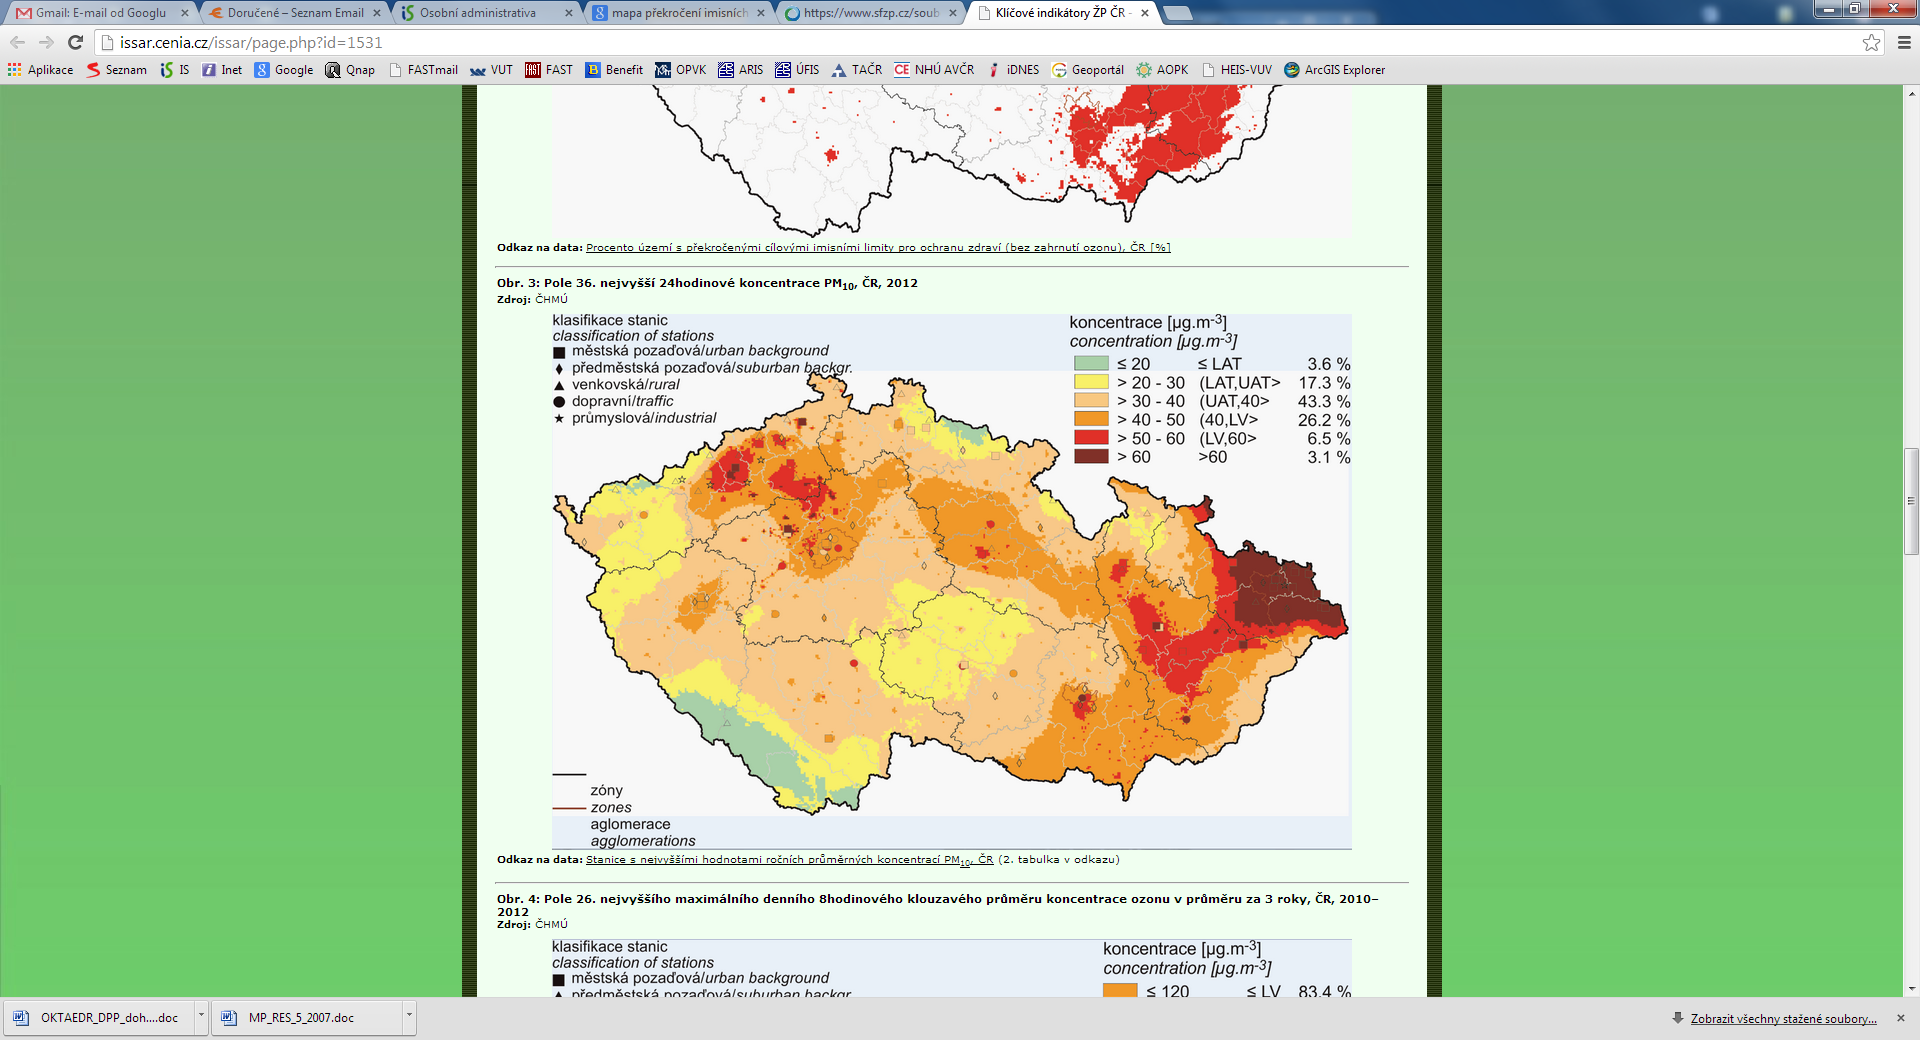 Gmail: E-mail od Googlu
Doručené – Seznam Email
Osobní administrativa
mapa překročení imisních
https://www.sfzp.cz/soub
Klíčové indikátory ŽP ČR -
issar.cenia.cz/issar/page.php?id=1531
Aplikace Seznam IS Inet Google Qnap FASTmail VUT FAST Benefit OPVK ARIS ÚFIS TAČR NHÚ AVČR iDNES Geoportál AOPK HEIS-VUV ArcGIS Explorer
Odkaz na data: Procento území s překročenými cílovými imisními limity pro ochranu zdraví (bez zahrnutí ozonu), ČR [%]
Obr. 3: Pole 36. nejvyšší 24hodinové koncentrace PM10, ČR, 2012
Zdroj: ČHMÚ
klasifikace stanic
classification of stations
městská pozaďová/urban background
předměstská pozaďová/suburban backgr.
venkovská/rural
dopravní/traffic
průmyslová/industrial
koncentrace [µg.m-3]
concentration [µg.m-3]
≤ 20 ≤ LAT 3.6 %
> 20 - 30 (LAT,UAT> 17.3 %
> 30 - 40 (UAT,40> 43.3 %
> 40 - 50 (40,LV> 26.2 %
> 50 - 60 (LV,60> 6.5 %
> 60 >60 3.1 %
zóny
zones
aglomerace
agglomerations
Odkaz na data: Stanice s nejvyššími hodnotami ročních průměrných koncentrací PM10, ČR (2. tabulka v odkazu)
Obr. 4: Pole 26. nejvyššího maximálního denního 8hodinového klouzavého průměru koncentrace ozonu v průměru za 3 roky, ČR, 2010–
2012
Zdroj: ČHMÚ
klasifikace stanic
classification of stations
městská pozaďová/urban background
předměstská pozaďová/suburban backgr.
koncentrace [µg.m-3]
concentration [µg.m-3]
≤ 120 ≤ LV 83.4 %
OKTAEDR_DPP_doh....doc
MP_RES_5_2007.doc
Zobrazit všechny stažené soubory...